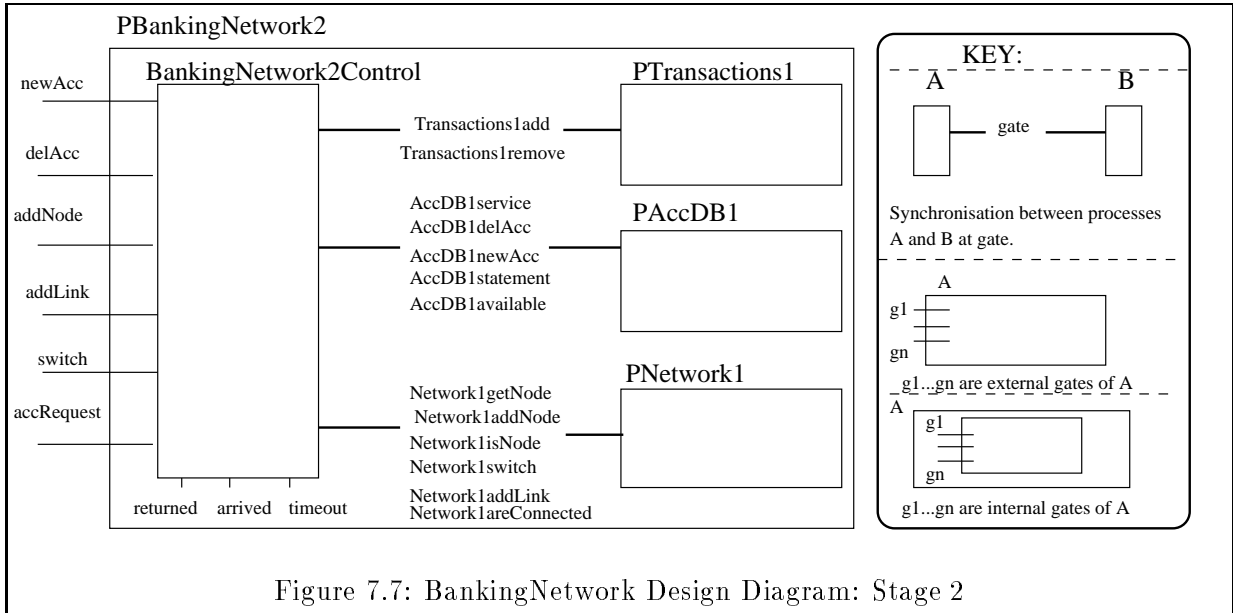 PBankingNetwork2
BankingNetwork2Control
newAcc
delAcc
addNode
addLink
switch
accRequest
returned arrived timeout
Transactions1add
Transactions1remove
PTransactions1
AccDB1service
AccDB1delAcc
AccDB1newAcc
AccDB1statement
AccDB1available
PAccDB1
Network1getNode
Network1addNode
Network1isNode
Network1switch
Network1addLink
Network1areConnected
PNetwork1
KEY:
A B
gate
Synchronisation between processes
A and B at gate.
A
g1
gn
g1...gn are external gates of A
A
g1
gn
g1...gn are internal gates of A
Figure 7.7: BankingNetwork Design Diagram: Stage 2